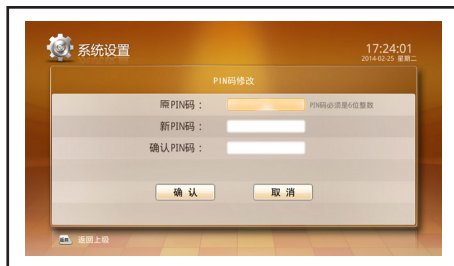 系统设置
17:24:01
2014-02-25 星期二
PIN码修改
原PIN码：
PIN码必须是6位整数
新PIN码：
确认PIN码：
确 认
取 消
返回上级